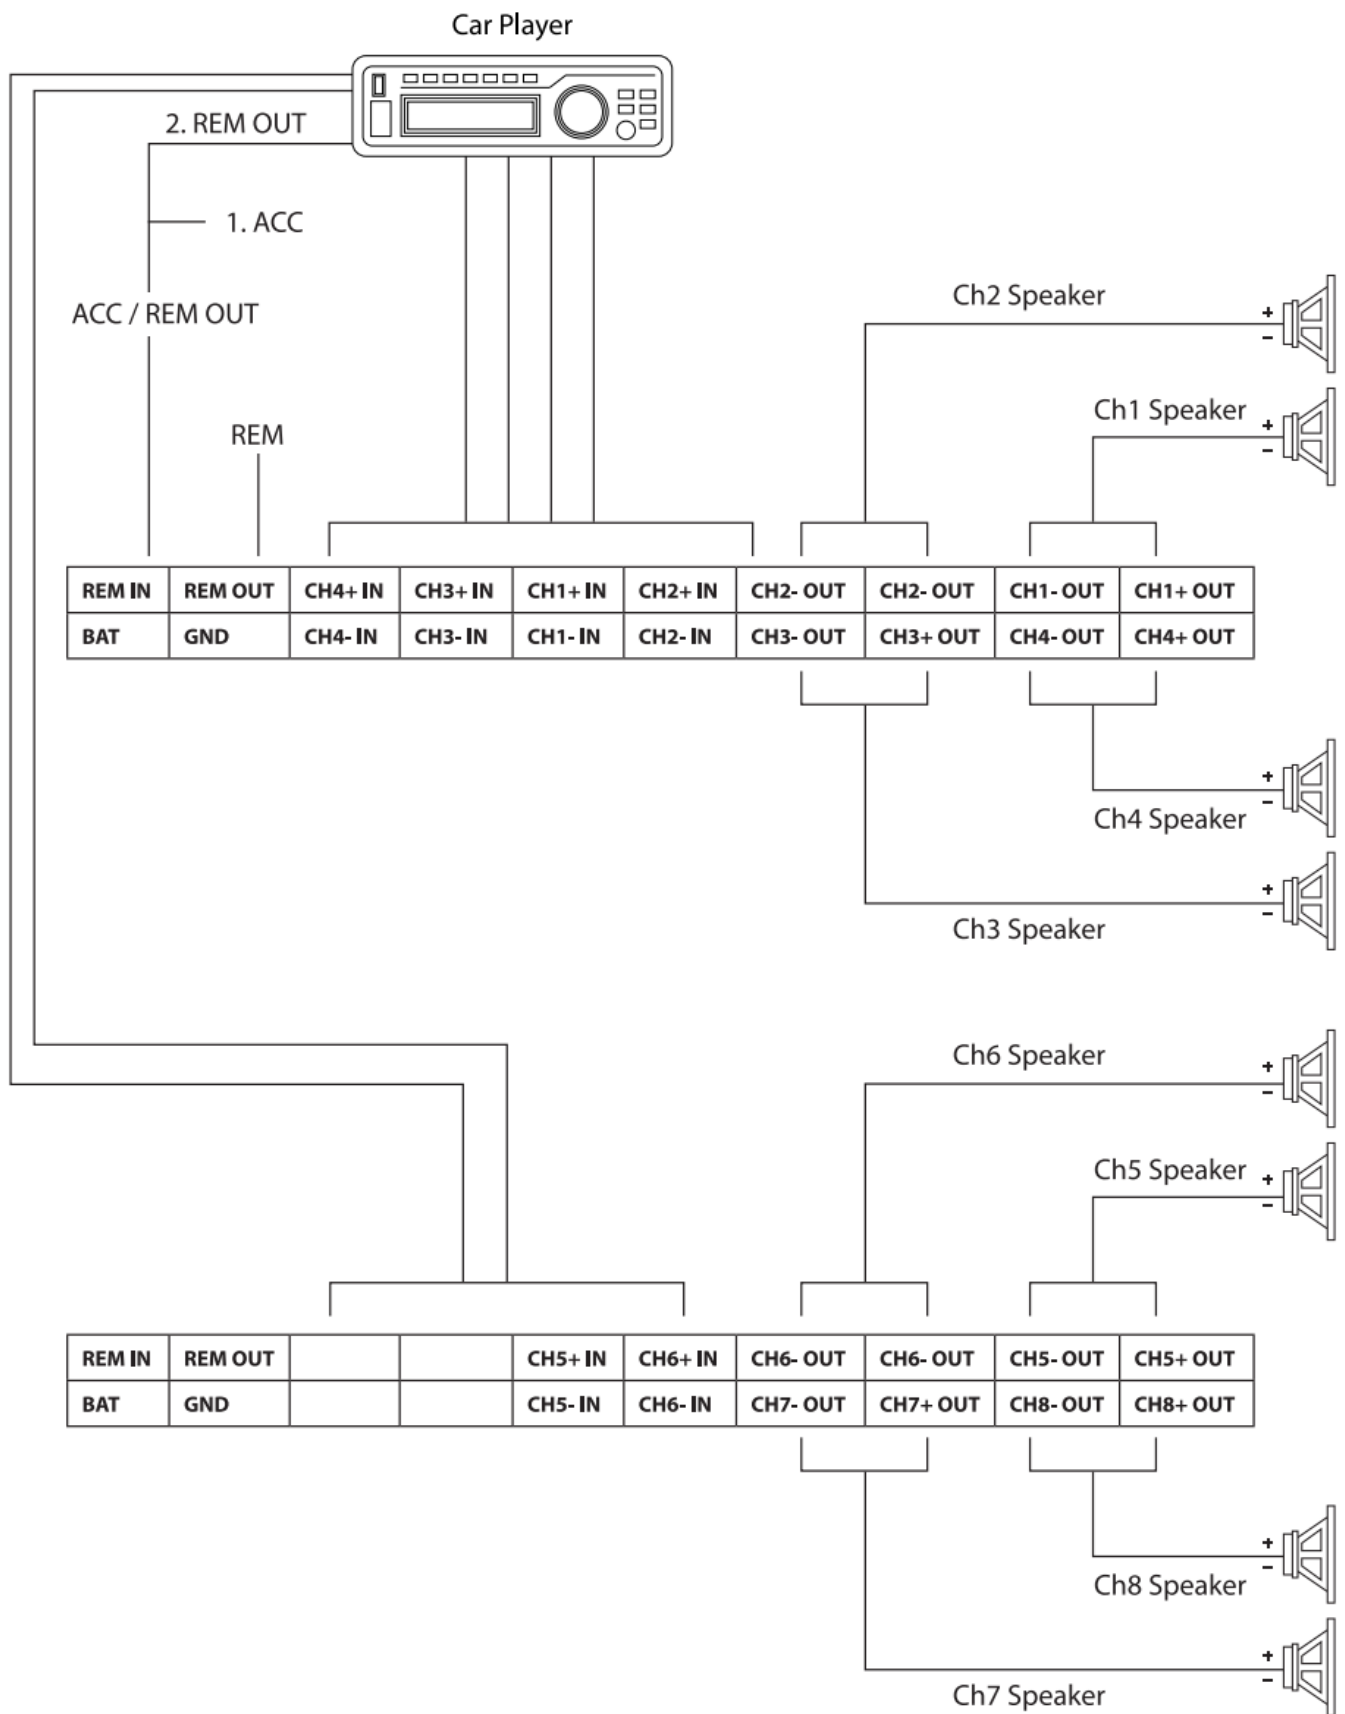 Car Player
2. REM OUT
1. ACC
ACC / REM OUT
REM
Ch2 Speaker
+
-
Ch1 Speaker
+
-
REM IN REM OUT CH4+ IN CH3+ IN CH1+ IN CH2+ IN CH2- OUT CH2- OUT CH1- OUT CH1+ OUT
BAT GND CH4- IN CH3- IN CH1- IN CH2- IN CH3- OUT CH3+ OUT CH4- OUT CH4+ OUT
+
-
Ch4 Speaker
+
-
Ch3 Speaker
Ch6 Speaker
+
-
Ch5 Speaker
+
-
REM IN REM OUT CH5+ IN CH6+ IN CH6- OUT CH6- OUT CH5- OUT CH5+ OUT
BAT GND CH5- IN CH6- IN CH7- OUT CH7+ OUT CH8- OUT CH8+ OUT
+
-
Ch8 Speaker
+
-
Ch7 Speaker